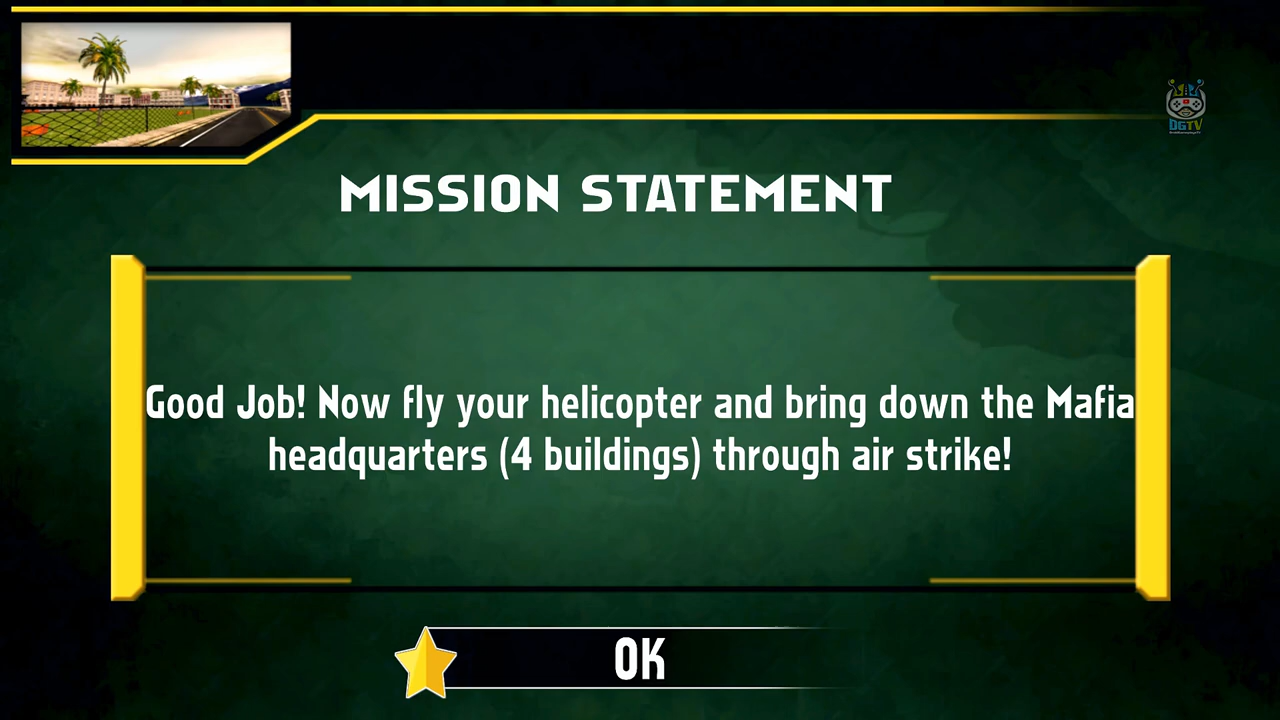 DGTV
MISSION STATEMENT
Good Job! Now fly your helicopter and bring down the Mafia
headquarters (4 buildings) through air strike!
OK